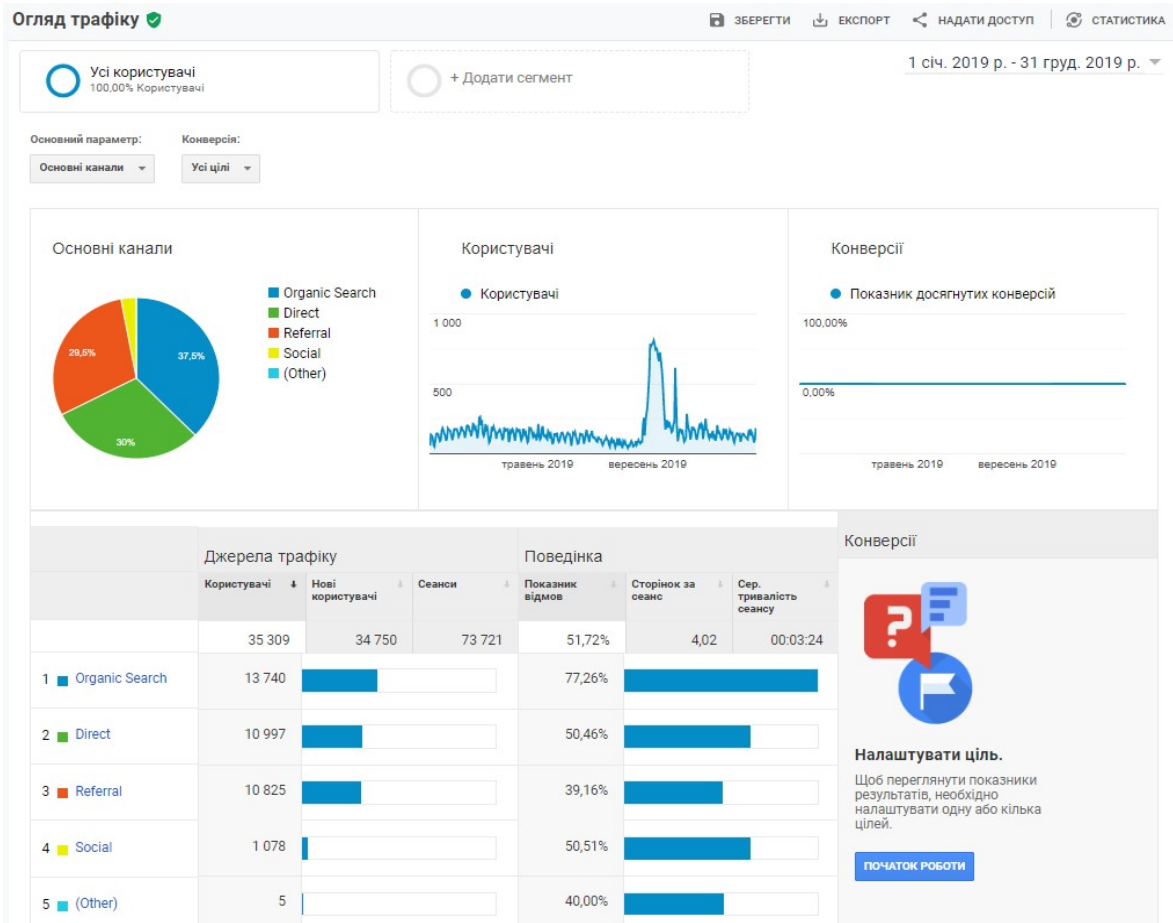 Огляд трафіку
ЗБЕРЕГТИ
ЕКСПОРТ
НАДАТИ ДОСТУП
СТАТИСТИКА
Усі користувачі
100,00% Користувачі
+ Додати сегмент
1 січ. 2019 р. - 31 груд. 2019 р.
Основний параметр:
Конверсія:
Основні канали
Усі цілі
Основні канали
Organic Search
Direct
Referral
Social
(Other)
37,5%
30%
29,5%
Користувачі
Користувачі
1 000
500
травень 2019
вересень 2019
Конверсії
Показник досягнутих конверсій
100,00%
0,00%
травень 2019
вересень 2019
Джерела трафіку
Поведінка
Конверсії
Користувачі
Нові користувачі
Сеанси
Показник відмов
Сторінок за сеанс
Сер. тривалість сеансу
35 309
34 750
73 721
51,72%
4,02
00:03:24
1 Organic Search 13 740 77,26%
2 Direct 10 997 50,46%
3 Referral 10 825 39,16%
4 Social 1 078 50,51%
5 (Other) 5 40,00%
?
Налаштувати ціль.
Щоб переглянути показники
результатів, необхідно
налаштувати одну або кілька
цілей.
ПОЧАТОК РОБОТИ